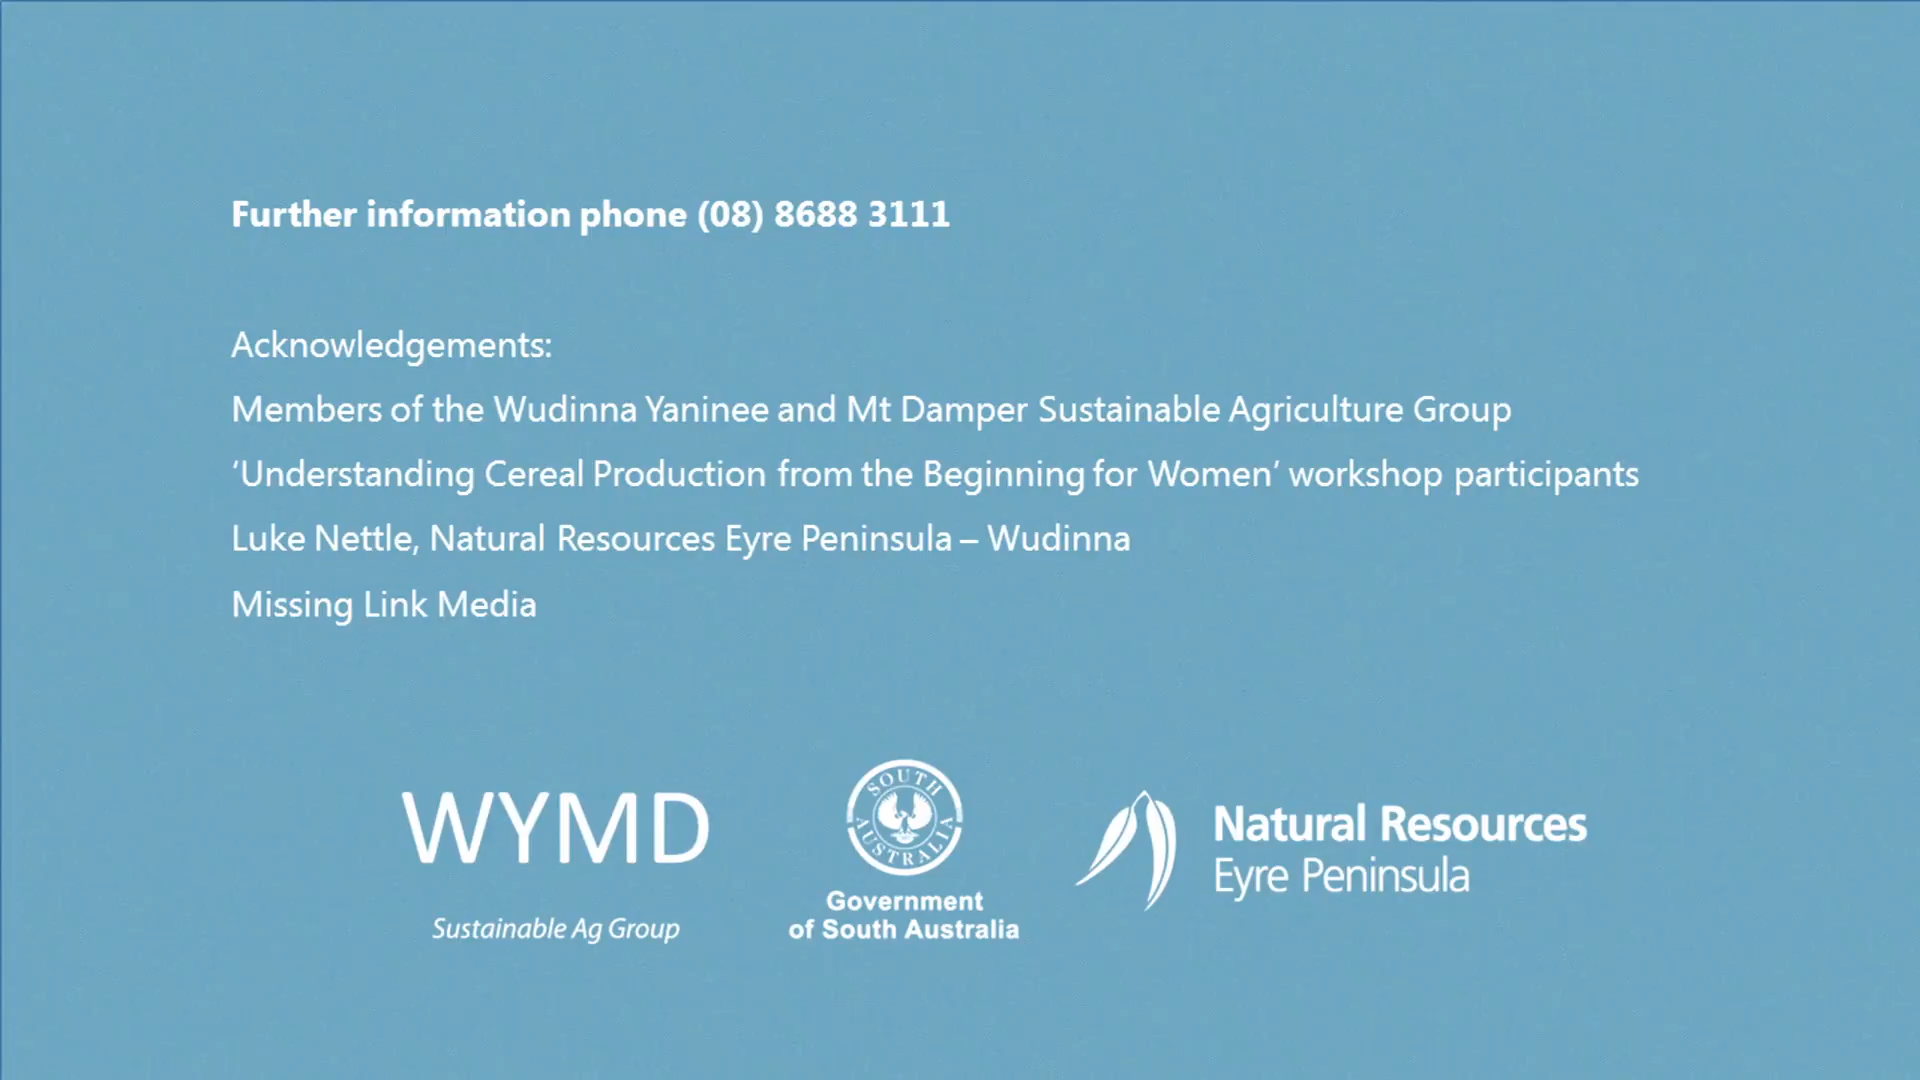 Further information phone (08) 8688 3111
Acknowledgements:
Members of the Wudinna Yaninee and Mt Damper Sustainable Agriculture Group
‘Understanding Cereal Production from the Beginning for Women’ workshop participants
Luke Nettle, Natural Resources Eyre Peninsula – Wudinna
Missing Link Media
WYMD
Sustainable Ag Group
SOUTH AUSTRALIA
Government
of South Australia
Natural Resources
Eyre Peninsula